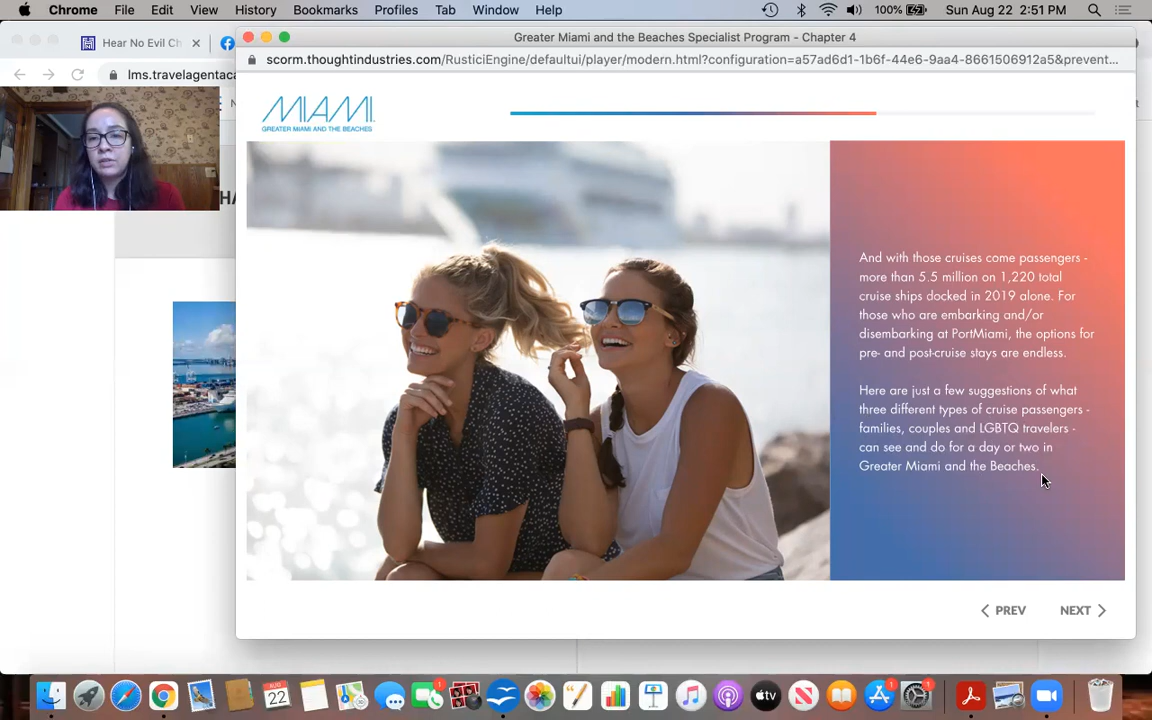 Chrome File Edit View History Bookmarks Profiles Tab Window Help 100% Sun Aug 22 2:51 PM
Hear No Evil Ch
Greater Miami and the Beaches Specialist Program - Chapter 4
lms.travelagentaca
scorm.thoughtindustries.com/RusticiEngine/defaultui/player/modern.html?configuration=a57ad6d1-1b6f-44e6-9aa4-8661506912a5&prevent...
MIAMI
GREATER MIAMI AND THE BEACHES
And with those cruises come passengers -
more than 5.5 million on 1,220 total
cruise ships docked in 2019 alone. For
those who are embarking and/or
disembarking at PortMiami, the options for
pre- and post-cruise stays are endless.
Here are just a few suggestions of what
three different types of cruise passengers -
families, couples and LGBTQ travelers -
can see and do for a day or two in
Greater Miami and the Beaches.
PREV NEXT
AUG
22
tv